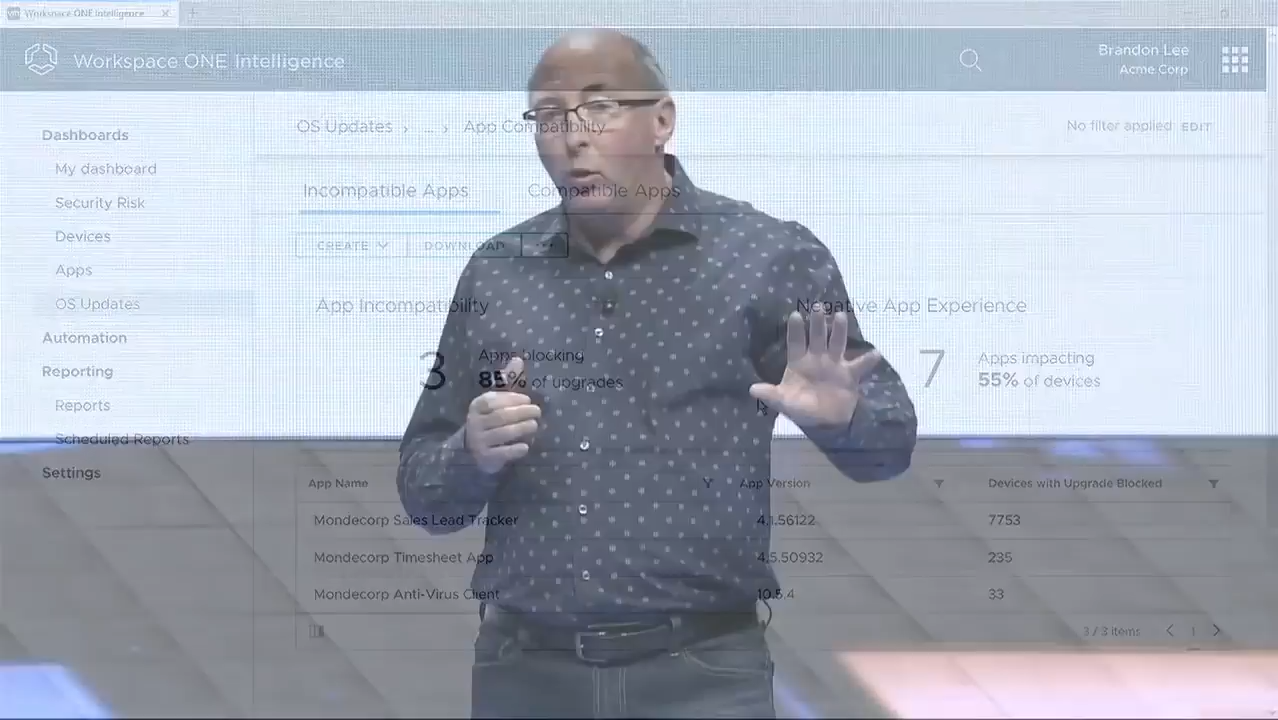 Workspace ONE Intelligence
Workspace ONE Intelligence
Brandon Lee
Acme Corp
Dashboards
My dashboard
Security Risk
Devices
Apps
OS Updates
Automation
Reporting
Reports
Scheduled Reports
Settings
OS Updates › ... › App Compatibility
No filter applied EDIT
Incompatible Apps Compatible Apps
CREATE DOWNLOAD ...
App Incompatibility
3 Apps blocking
85% of upgrades
Negative App Experience
7 Apps impacting
55% of devices
App Name App Version Devices with Upgrade Blocked
Mondecorp Sales Lead Tracker 4.1.56122 7753
Mondecorp Timesheet App 4.5.50932 235
Mondecorp Anti-Virus Client 10.5.4 33
3 / 3 items 1